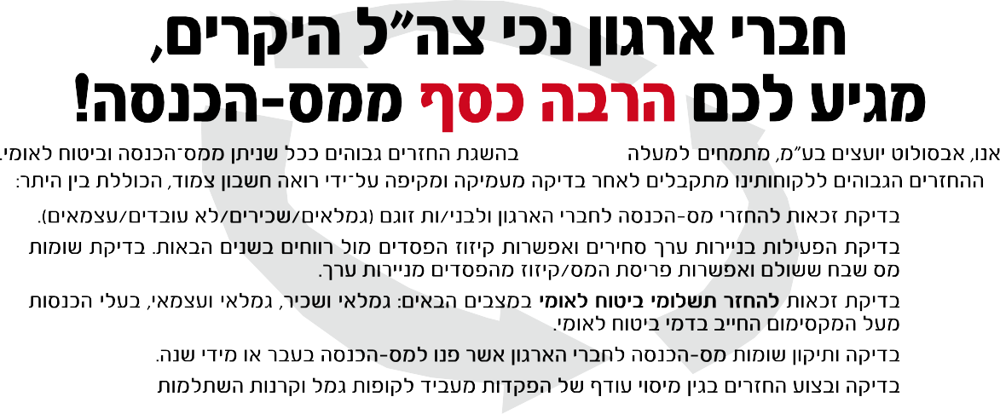 חברי ארגון נכי צה"ל היקרים,
מגיע לכם הרבה כסף ממס-הכנסה!
אנו, אבסולוט יועצים בע"מ, מתמחים למעלה בהשגת החזרים גבוהים ככל שניתן ממס־הכנסה וביטוח לאומי.
ההחזרים הגבוהים ללקוחותינו מתקבלים לאחר בדיקה מעמיקה ומקיפה על־ידי רואה חשבון צמוד, הכוללת בין היתר:
בדיקת זכאות להחזרי מס-הכנסה לחברי הארגון ולבני/ות זוגם (גמלאים/שכירים/לא עובדים/עצמאים).
בדיקת הפעילות בניירות ערך סחירים ואפשרות קיזוז הפסדים מול רווחים בשנים הבאות. בדיקת שומות
מס שבח ששולם ואפשרות פריסת המס/קיזוז מהפסדים מניירות ערך.
בדיקת זכאות להחזר תשלומי ביטוח לאומי במצבים הבאים: גמלאי ושכיר, גמלאי ועצמאי, בעלי הכנסות
מעל המקסימום החייב בדמי ביטוח לאומי.
בדיקה ותיקון שומות מס-הכנסה לחברי הארגון אשר פנו למס-הכנסה בעבר או מידי שנה.
בדיקה ובצוע החזרים בגין מיסוי עודף של הפקדות מעביד לקופות גמל וקרנות השתלמות